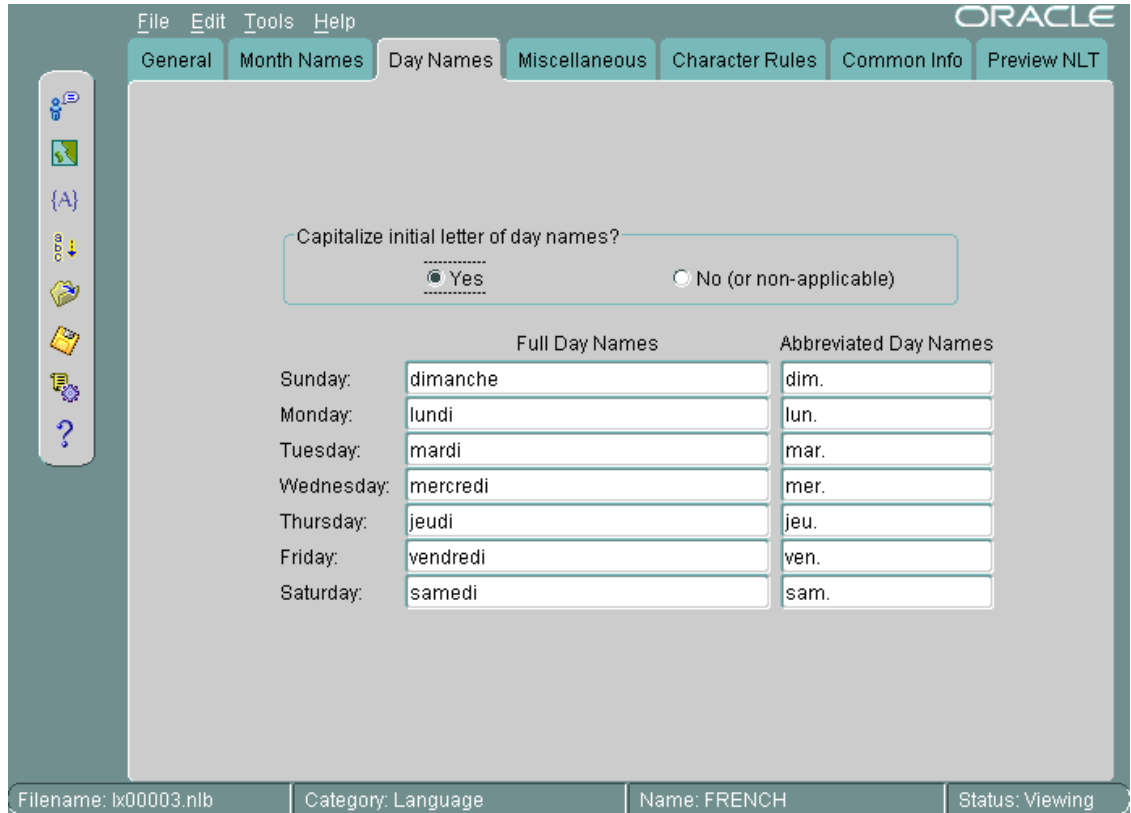 File Edit Tools Help ORACLE
General Month Names Day Names Miscellaneous Character Rules Common Info Preview NLT
{A}
a
b
c
?
Capitalize initial letter of day names?
Yes No (or non-applicable)
Full Day Names Abbreviated Day Names
Sunday: dimanche dim.
Monday: lundi lun.
Tuesday: mardi mar.
Wednesday: mercredi mer.
Thursday: jeudi jeu.
Friday: vendredi ven.
Saturday: samedi sam.
Filename: lx00003.nlb Category: Language Name: FRENCH Status: Viewing